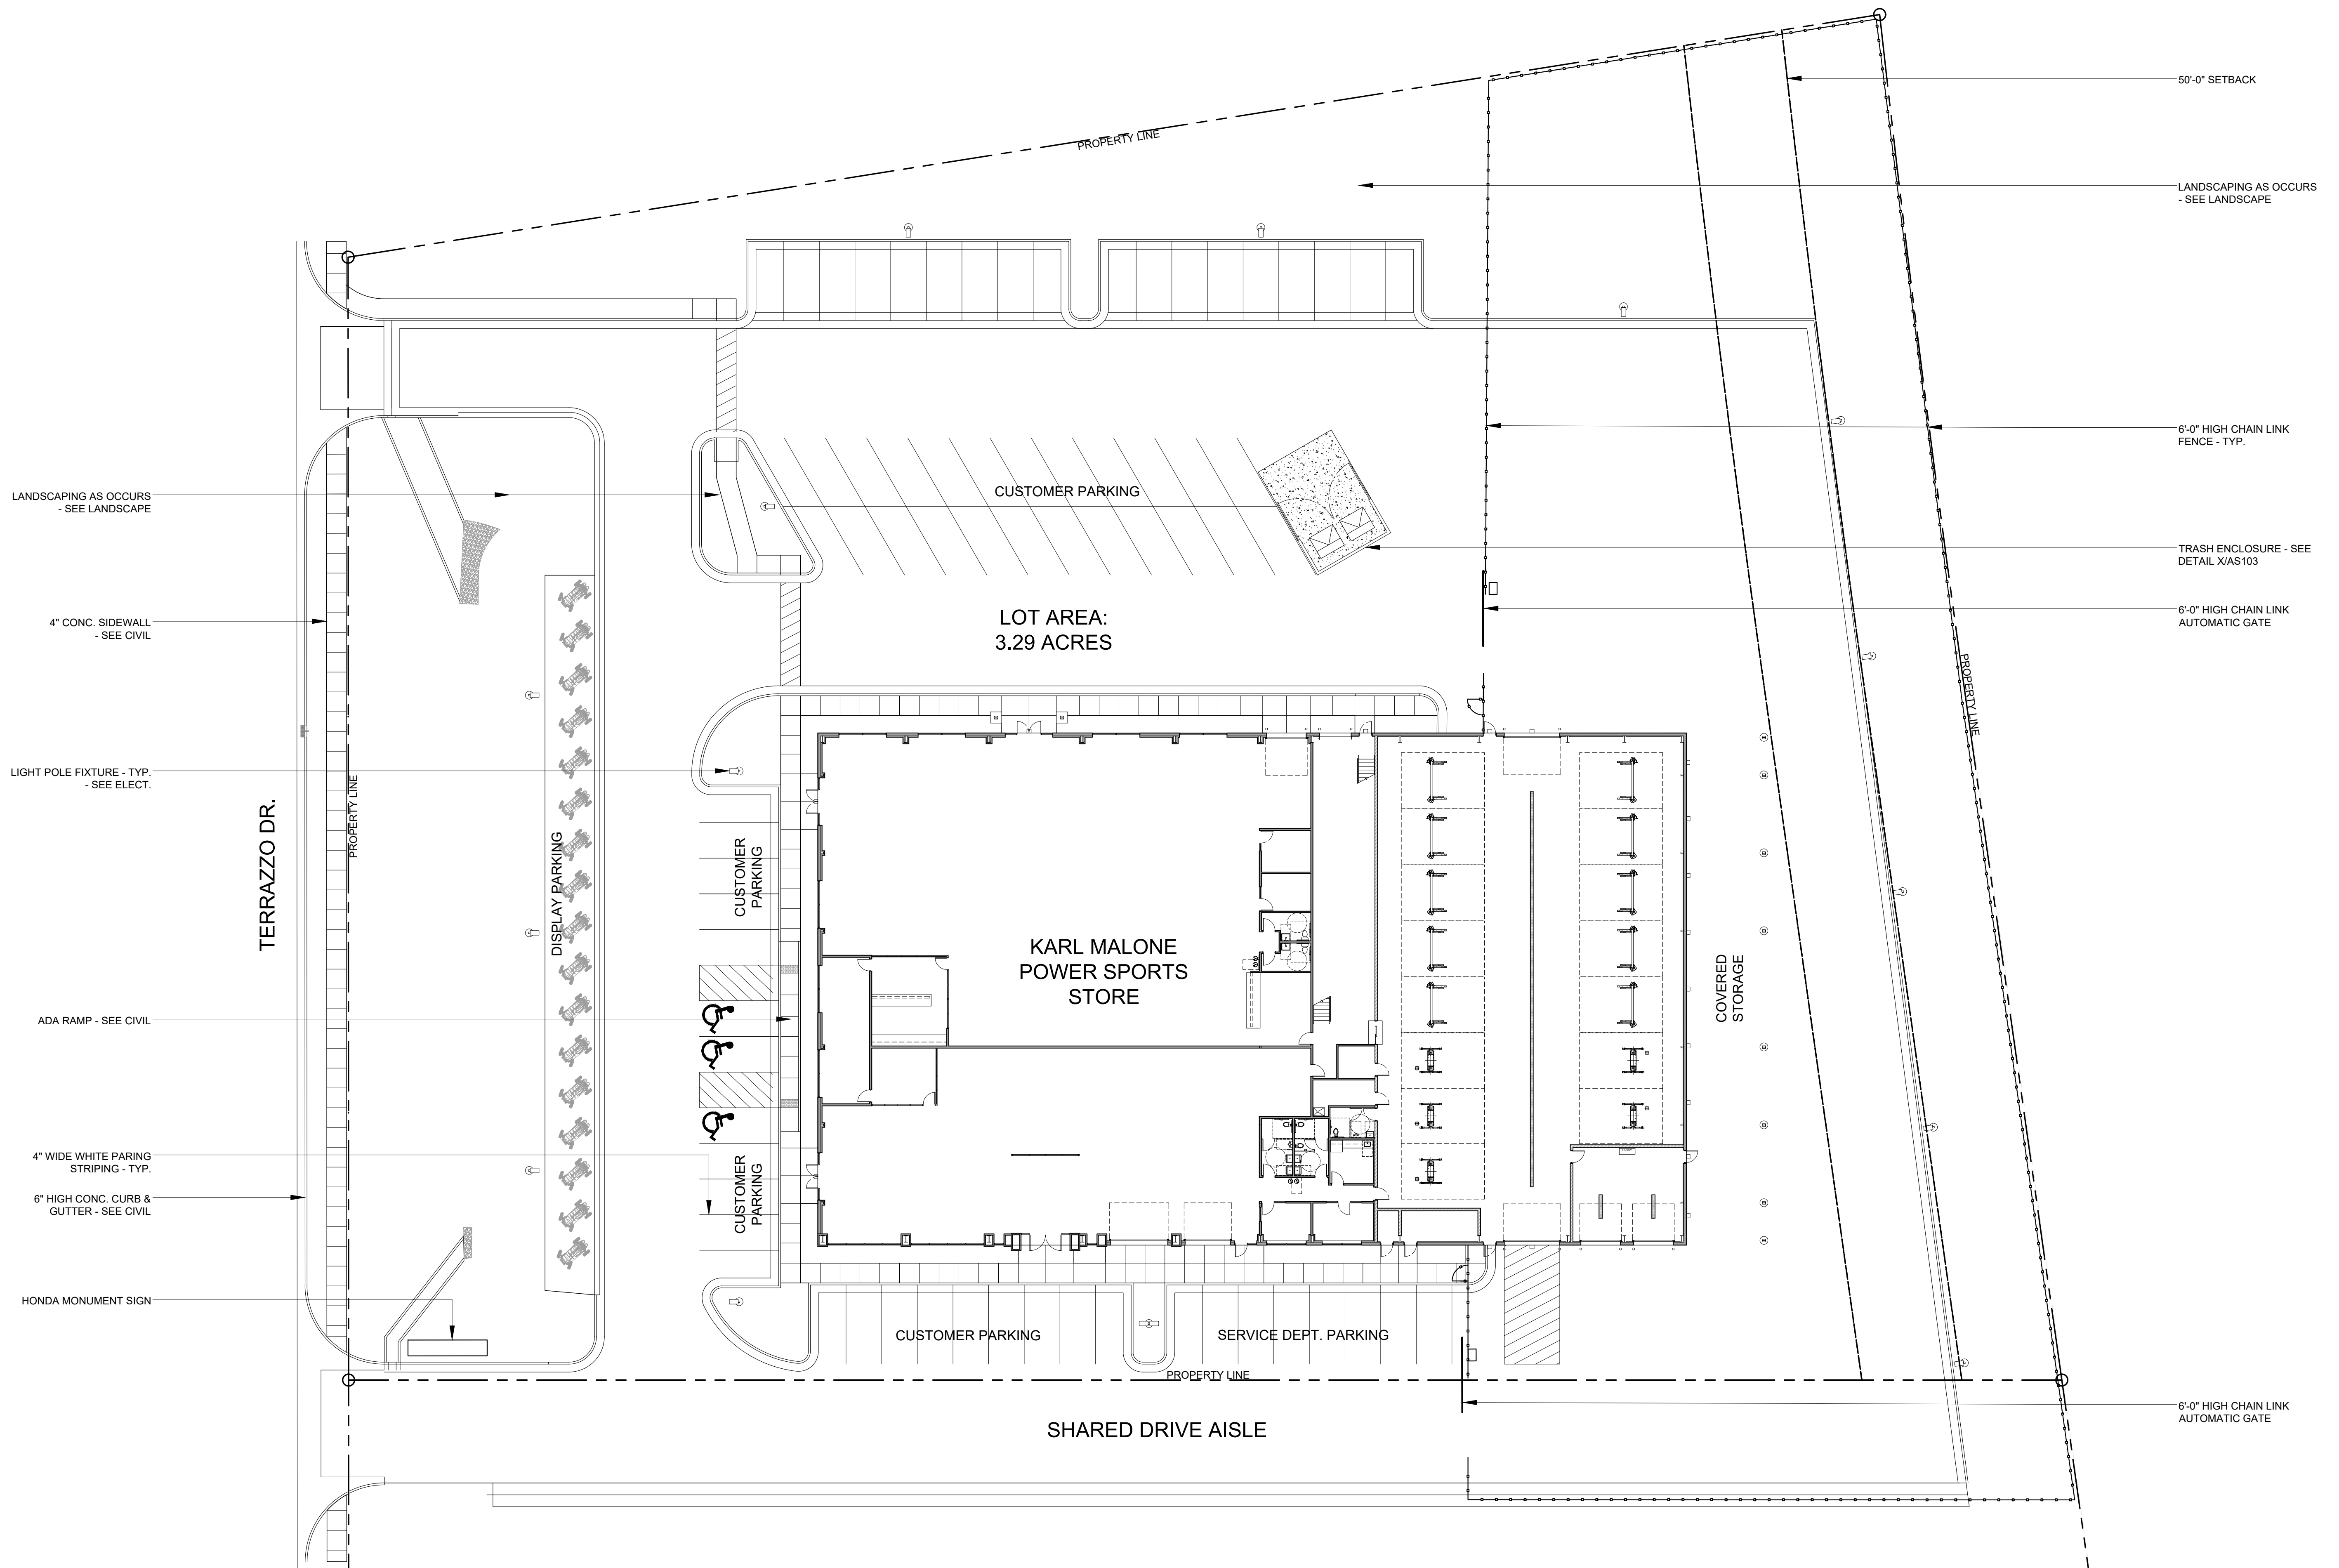 50'-0" SETBACK
PROPERTY LINE
LANDSCAPING AS OCCURS
- SEE LANDSCAPE
6'-0" HIGH CHAIN LINK
FENCE - TYP.
CUSTOMER PARKING
LANDSCAPING AS OCCURS
- SEE LANDSCAPE
TRASH ENCLOSURE - SEE
DETAIL X/AS103
6'-0" HIGH CHAIN LINK
AUTOMATIC GATE
4" CONC. SIDEWALL
- SEE CIVIL
LOT AREA:
3.29 ACRES
PROPERTY LINE
LIGHT POLE FIXTURE - TYP.
- SEE ELECT.
TERRAZZO DR.
PROPERTY LINE
DISPLAY PARKING
CUSTOMER
PARKING
KARL MALONE
POWER SPORTS
STORE
COVERED
STORAGE
ADA RAMP - SEE CIVIL
4" WIDE WHITE PARING
STRIPING - TYP.
6" HIGH CONC. CURB &
GUTTER - SEE CIVIL
CUSTOMER
PARKING
HONDA MONUMENT SIGN
CUSTOMER PARKING
SERVICE DEPT. PARKING
PROPERTY LINE
6'-0" HIGH CHAIN LINK
AUTOMATIC GATE
SHARED DRIVE AISLE